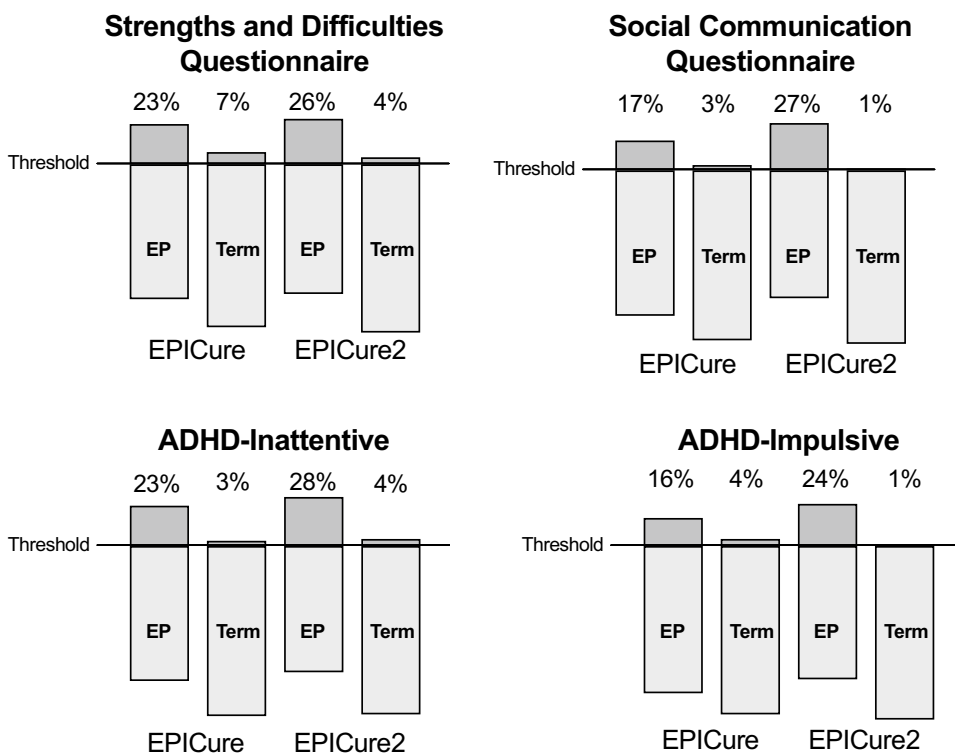 Strengths and Difficulties
Questionnaire
23% 7% 26% 4%
Threshold
EP Term EP Term
EPICure EPICure2
Social Communication
Questionnaire
17% 3% 27% 1%
Threshold
EP Term EP Term
EPICure EPICure2
ADHD-Inattentive
23% 3% 28% 4%
Threshold
EP Term EP Term
EPICure EPICure2
ADHD-Impulsive
16% 4% 24% 1%
Threshold
EP Term EP Term
EPICure EPICure2